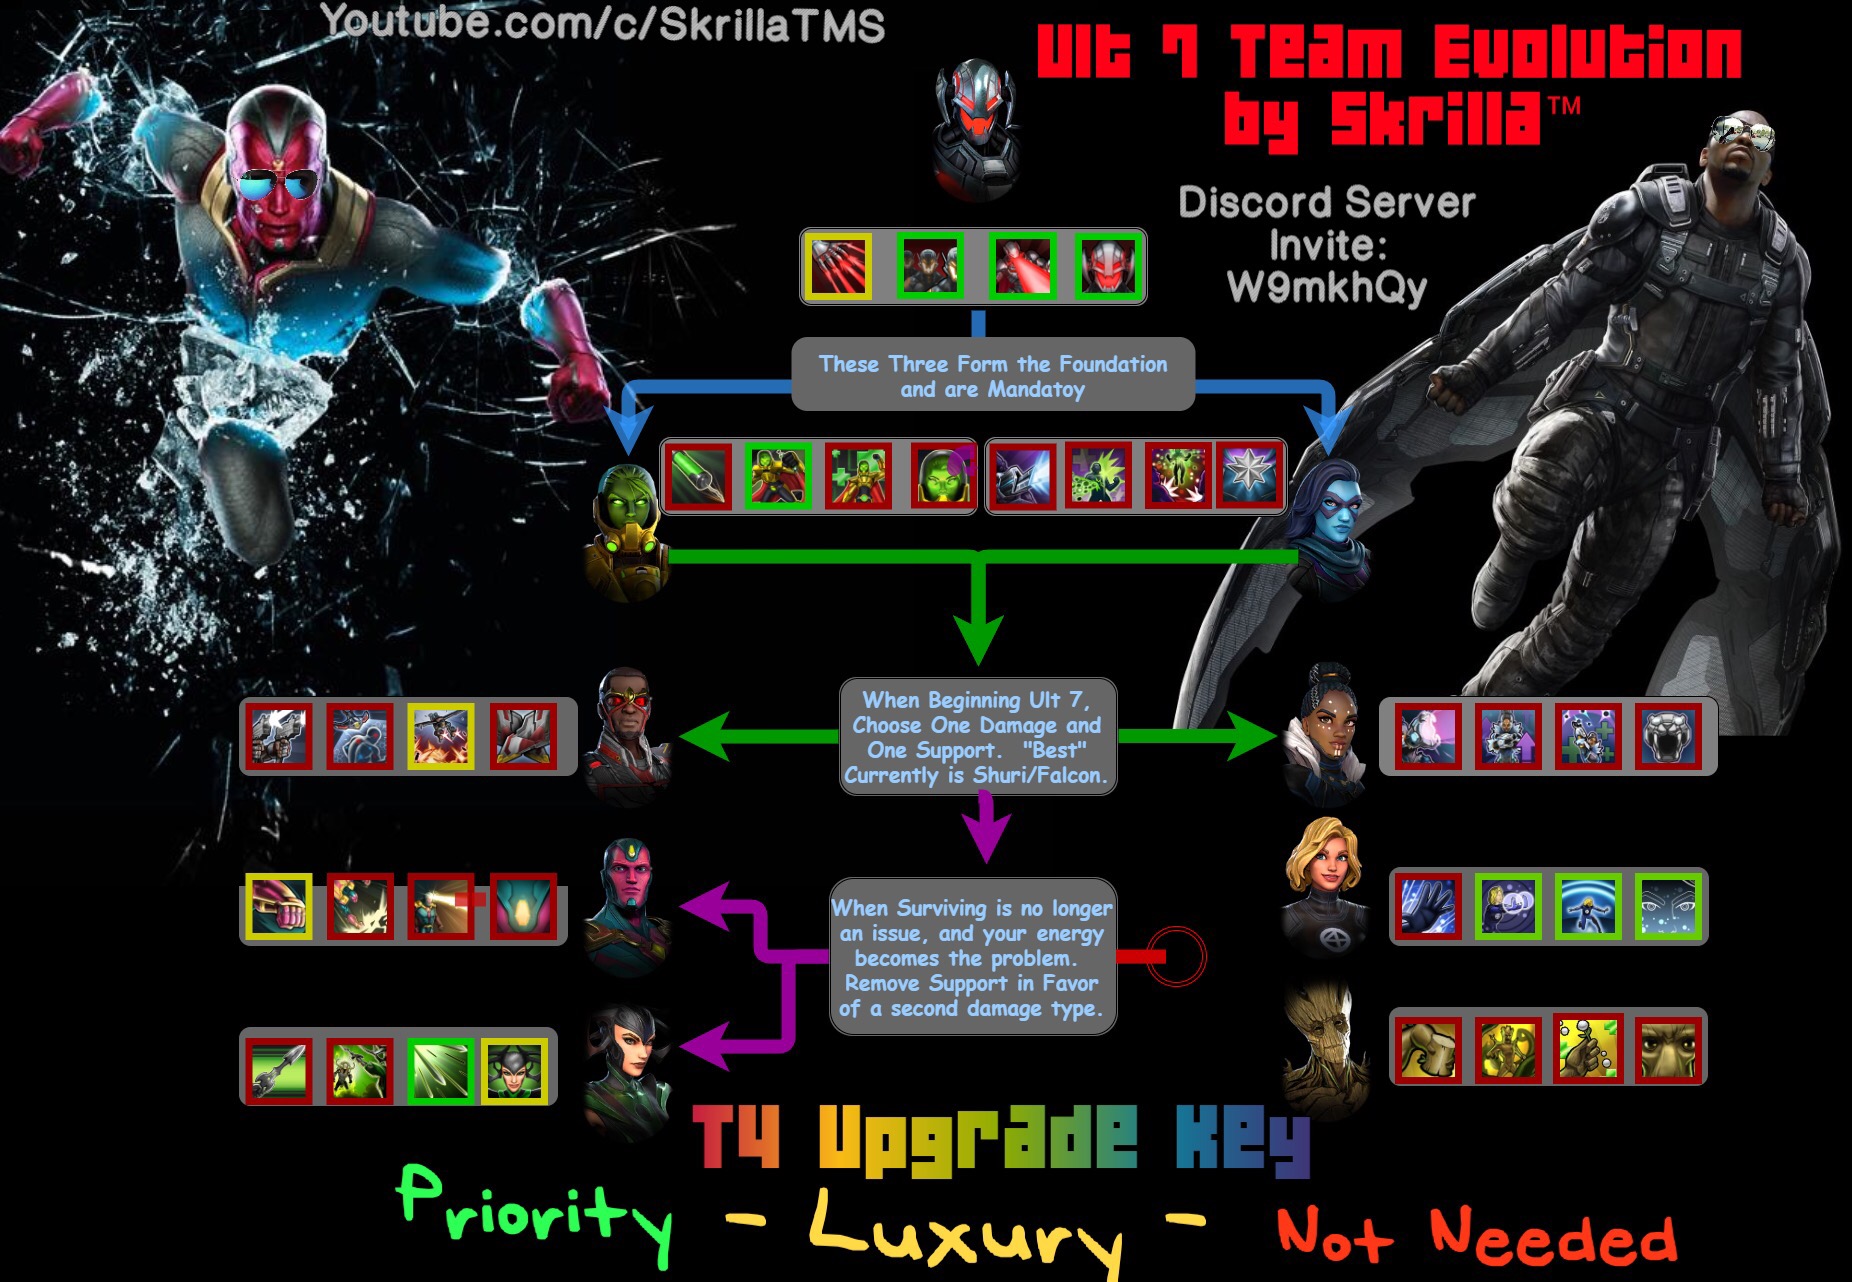 Youtube.com/c/SkrillaTMS
Ult 7 Team Evolution
by Skrilla™
Discord Server
Invite:
W9mkhQy
These Three Form the Foundation
and are Mandatoy
When Beginning Ult 7,
Choose One Damage and
One Support. "Best"
Currently is Shuri/Falcon.
When Surviving is no longer
an issue, and your energy
becomes the problem.
Remove Support in Favor
of a second damage type.
T4 Upgrade Key
Priority - Luxury - Not Needed